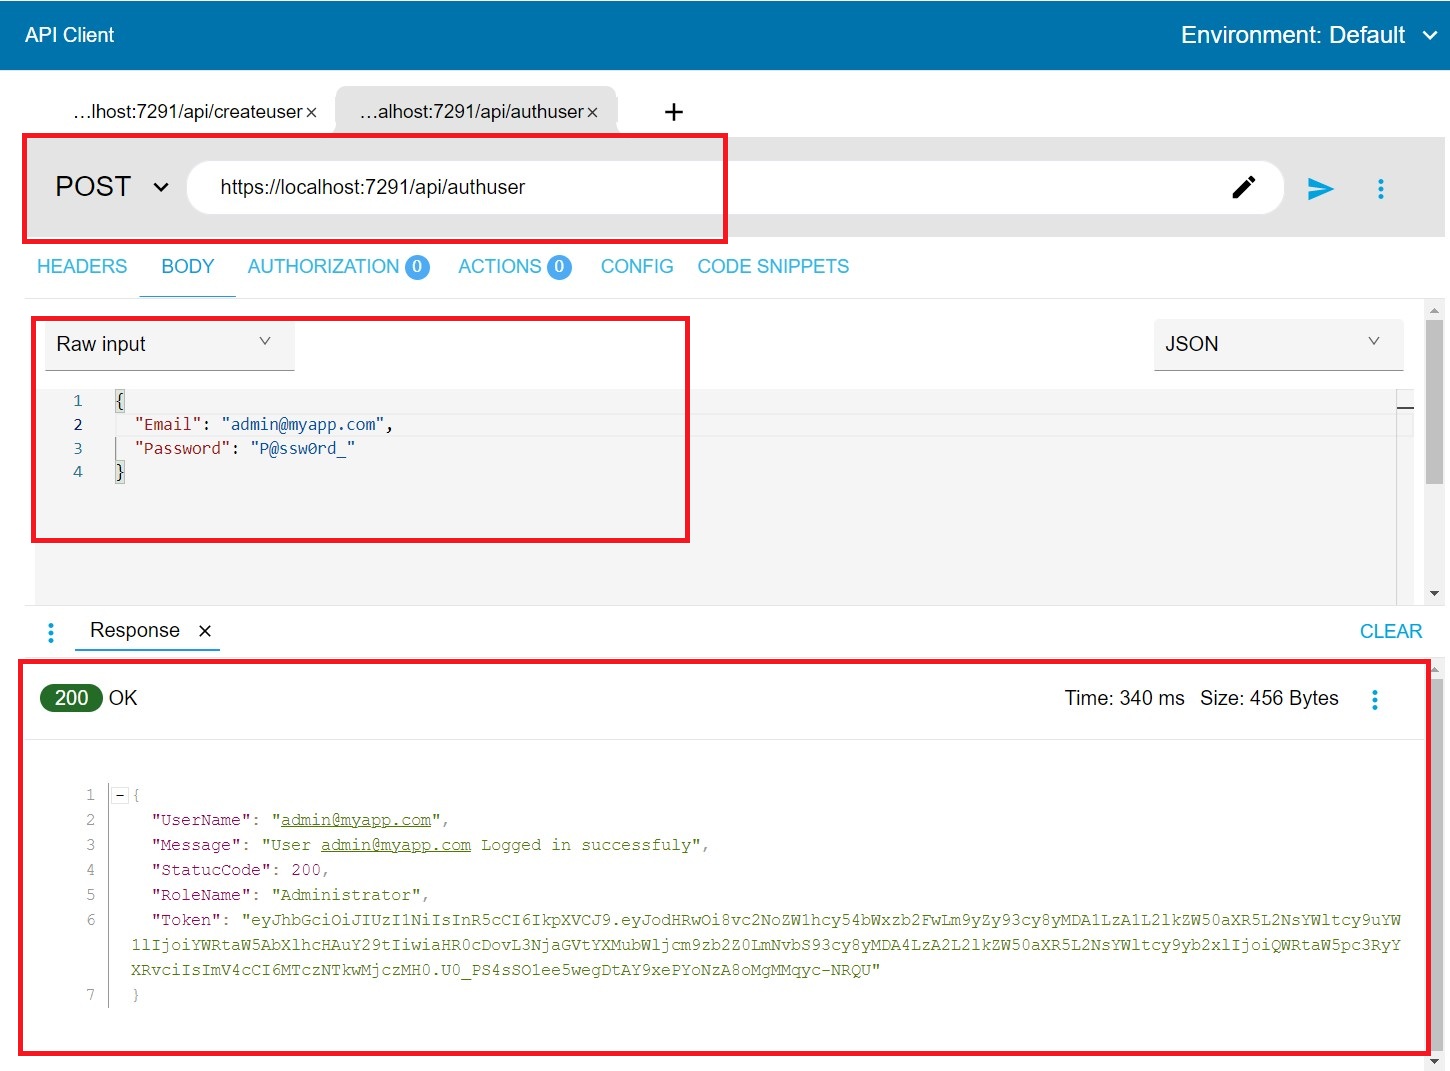 API Client
Environment: Default
...lhost:7291/api/createuser ×
...alhost:7291/api/authuser ×
+
POST
https://localhost:7291/api/authuser
HEADERS BODY AUTHORIZATION 0 ACTIONS 0 CONFIG CODE SNIPPETS
Raw input
JSON
1 {
2 "Email": "admin@myapp.com",
3 "Password": "P@ssw0rd_"
4 }
Response ×
CLEAR
200 OK
Time: 340 ms Size: 456 Bytes
1 {
2 "UserName": "admin@myapp.com",
3 "Message": "User admin@myapp.com Logged in successfuly",
4 "StatucCode": 200,
5 "RoleName": "Administrator",
6 "Token": "eyJhbGciOiJIUzI1NiIsInR5cCI6IkpXVCJ9.eyJodHRwOi8vc2NoZW1hcy54bWxzb2FwLm9yZy93cy8yMDA1LzA1L2lkZW50aXR5L2NsYWltcy9uYW
1lIjoiYWRtaW5AbXlhcHAuY29tIiwiaHR0cDovL3NjaGVtYXMubWljcm9zb2Z0LmNvbS93cy8yMDA4LzA2L2lkZW50aXR5L2NsYWltcy9yb2xlIjoiQWRtaW5pc3RyY
XRvciIsImV4cCI6MTczNTkwMjczMH0.U0_PS4sSO1ee5wegDtAY9xePYoNzA8oMgMMqyc-NRQU"
7 }